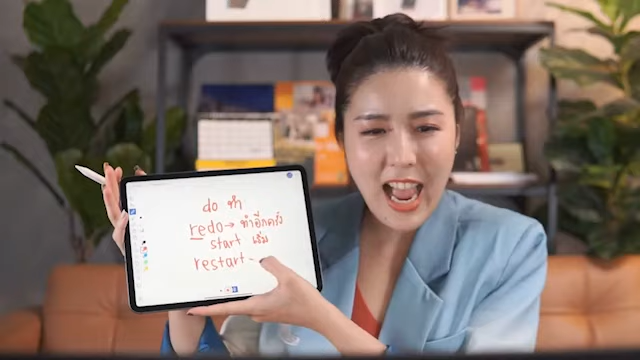 do ทำ
redo → ทำอีกครั้ง
start เริ่ม
restart -